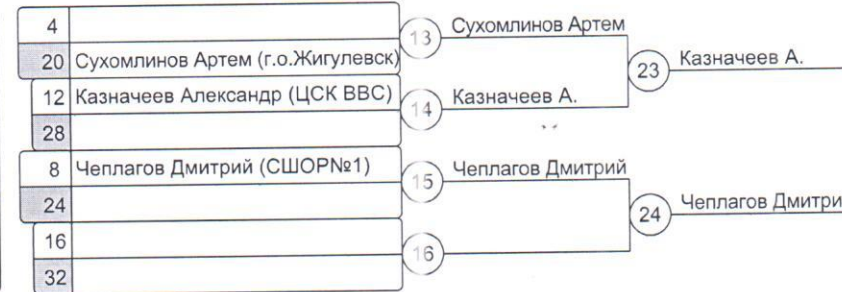 4
13
Сухомлинов Артем
20 Сухомлинов Артем (г.о.Жигулевск)
23
Казначеев А.
12 Казначеев Александр (ЦСК ВВС)
14
Казначеев А.
28
8 Чеплагов Дмитрий (СШОР№1)
15
Чеплагов Дмитрий
24
24
Чеплагов Дмитри
16
16
32